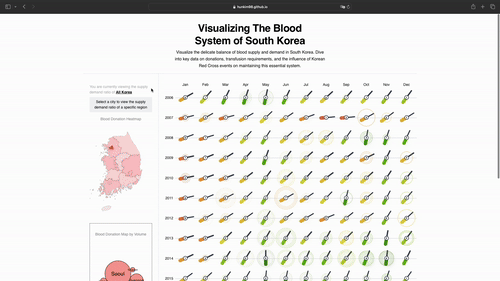 hunkim98.github.io
Visualizing The Blood
System of South Korea
Visualize the delicate balance of blood supply and demand in South Korea. Dive
into key data on donations, transfusion requirements, and the influence of Korean
Red Cross events on maintaining this essential system.
You are currently viewing the supply
demand ratio of All Korea
Select a city to view the supply
demand ratio of a specific region
Blood Donation Heatmap
Blood Donation Map by Volume
Seoul
Jan Feb Mar Apr May Jun Jul Aug Sep Oct Nov Dec
2006
2007
2008
2009
2010
2011
2012
2013
2014
2015